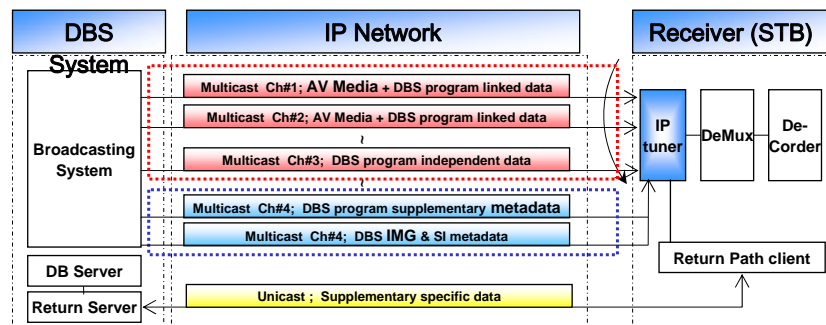 DBS
System
IP Network
Receiver (STB)
Multicast Ch#1; AV Media + DBS program linked data
Multicast Ch#2; AV Media + DBS program linked data
~
Multicast Ch#3; DBS program independent data
~
Multicast Ch#4; DBS program supplementary metadata
Multicast Ch#4; DBS IMG & SI metadata
Broadcasting
System
IP
tuner
DeMux
De-
Corder
DB Server
Return Server
Unicast ; Supplementary specific data
Return Path client